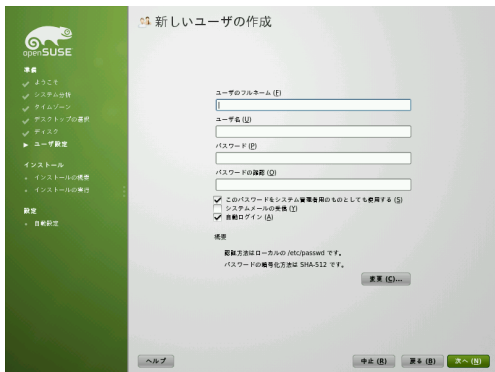 openSUSE
準備
ようこそ
システム分析
タイムゾーン
デスクトップの選択
ディスク
ユーザ設定
インストール
インストールの概要
インストールの実行
設定
自動設定
新しいユーザの作成
ユーザのフルネーム (F)
ユーザ名 (U)
パスワード (P)
パスワードの確認 (O)
このパスワードをシステム管理者用のものとしても使用する (S)
システムメールの受信 (Y)
自動ログイン (A)
概要
認証方法はローカルの /etc/passwd です。
パスワードの暗号化方法は SHA-512 です。
変更 (C)...
ヘルプ
中止 (R)
戻る (B)
次へ (N)